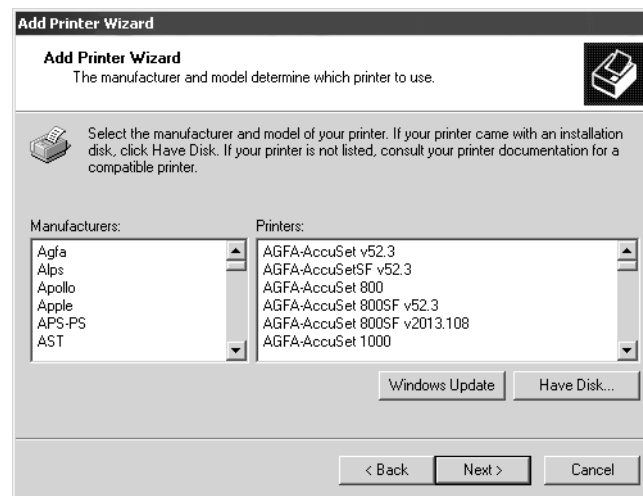 Add Printer Wizard
Add Printer Wizard
The manufacturer and model determine which printer to use.
Select the manufacturer and model of your printer. If your printer came with an installation
disk, click Have Disk. If your printer is not listed, consult your printer documentation for a
compatible printer.
Manufacturers:
Agfa
Alps
Apollo
Apple
APS-PS
AST
Printers:
AGFA-AccuSet v52.3
AGFA-AccuSetSF v52.3
AGFA-AccuSet 800
AGFA-AccuSet 800SF v52.3
AGFA-AccuSet 800SF v2013.108
AGFA-AccuSet 1000
Windows Update
Have Disk...
< Back
Next >
Cancel